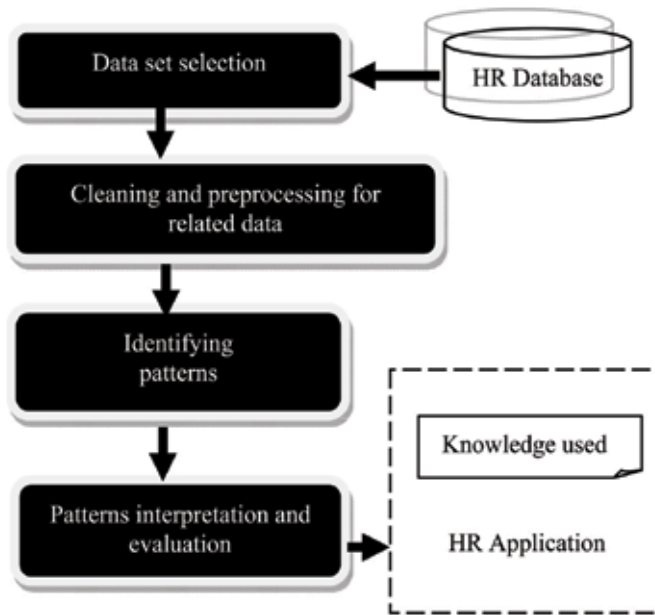 Data set selection
HR Database
Cleaning and preprocessing for
related data
Identifying
patterns
Knowledge used
Patterns interpretation and
evaluation
HR Application